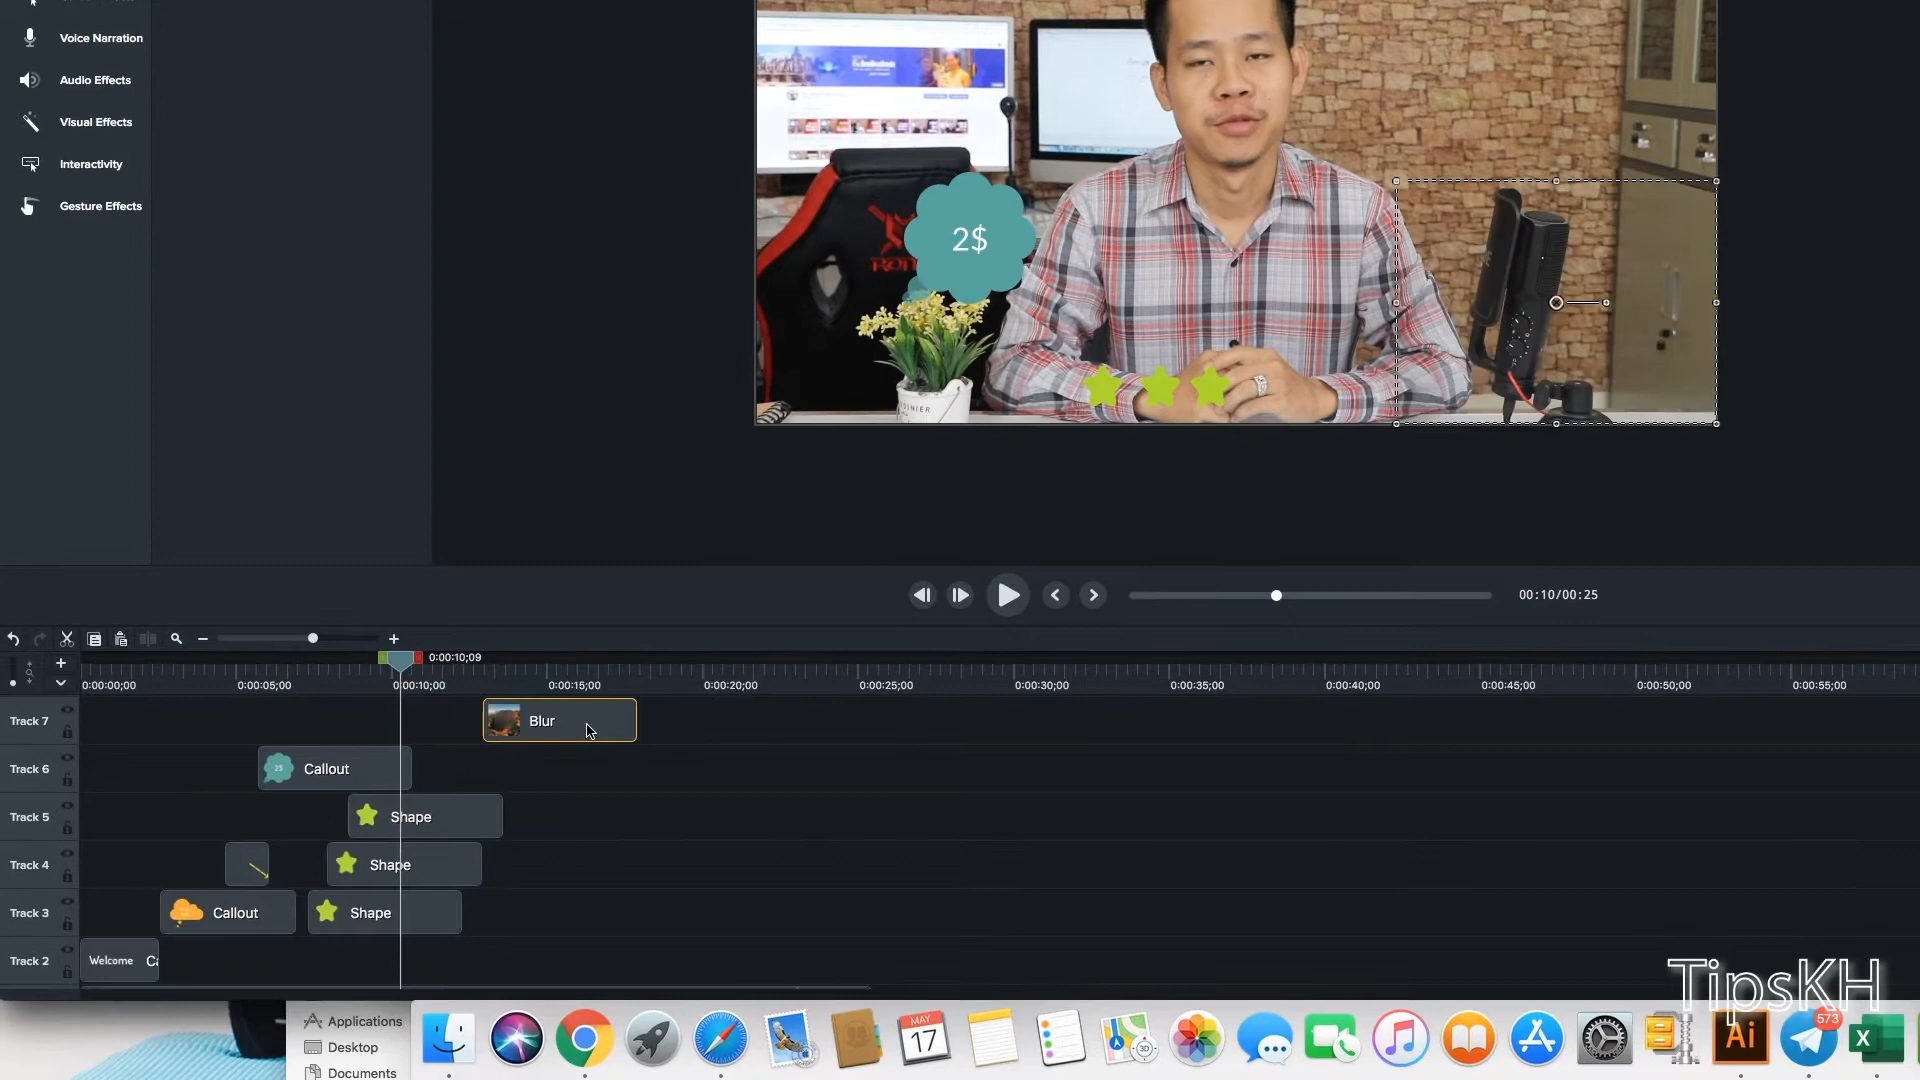 Voice Narration
Audio Effects
Visual Effects
Interactivity
Gesture Effects
2$
00:10/00:25
0:00:10;09
0:00:00;00
0:00:05;00
0:00:10;00
0:00:15;00
0:00:20;00
0:00:25;00
0:00:30;00
0:00:35;00
0:00:40;00
0:00:45;00
0:00:50;00
0:00:55;00
Track 7
Blur
Track 6
Callout
Track 5
Shape
Track 4
Shape
Track 3
Callout
Shape
Track 2
Welcome
TipsKH
Applications
Desktop
Documents
MAY
17
3D
Ai
573
X